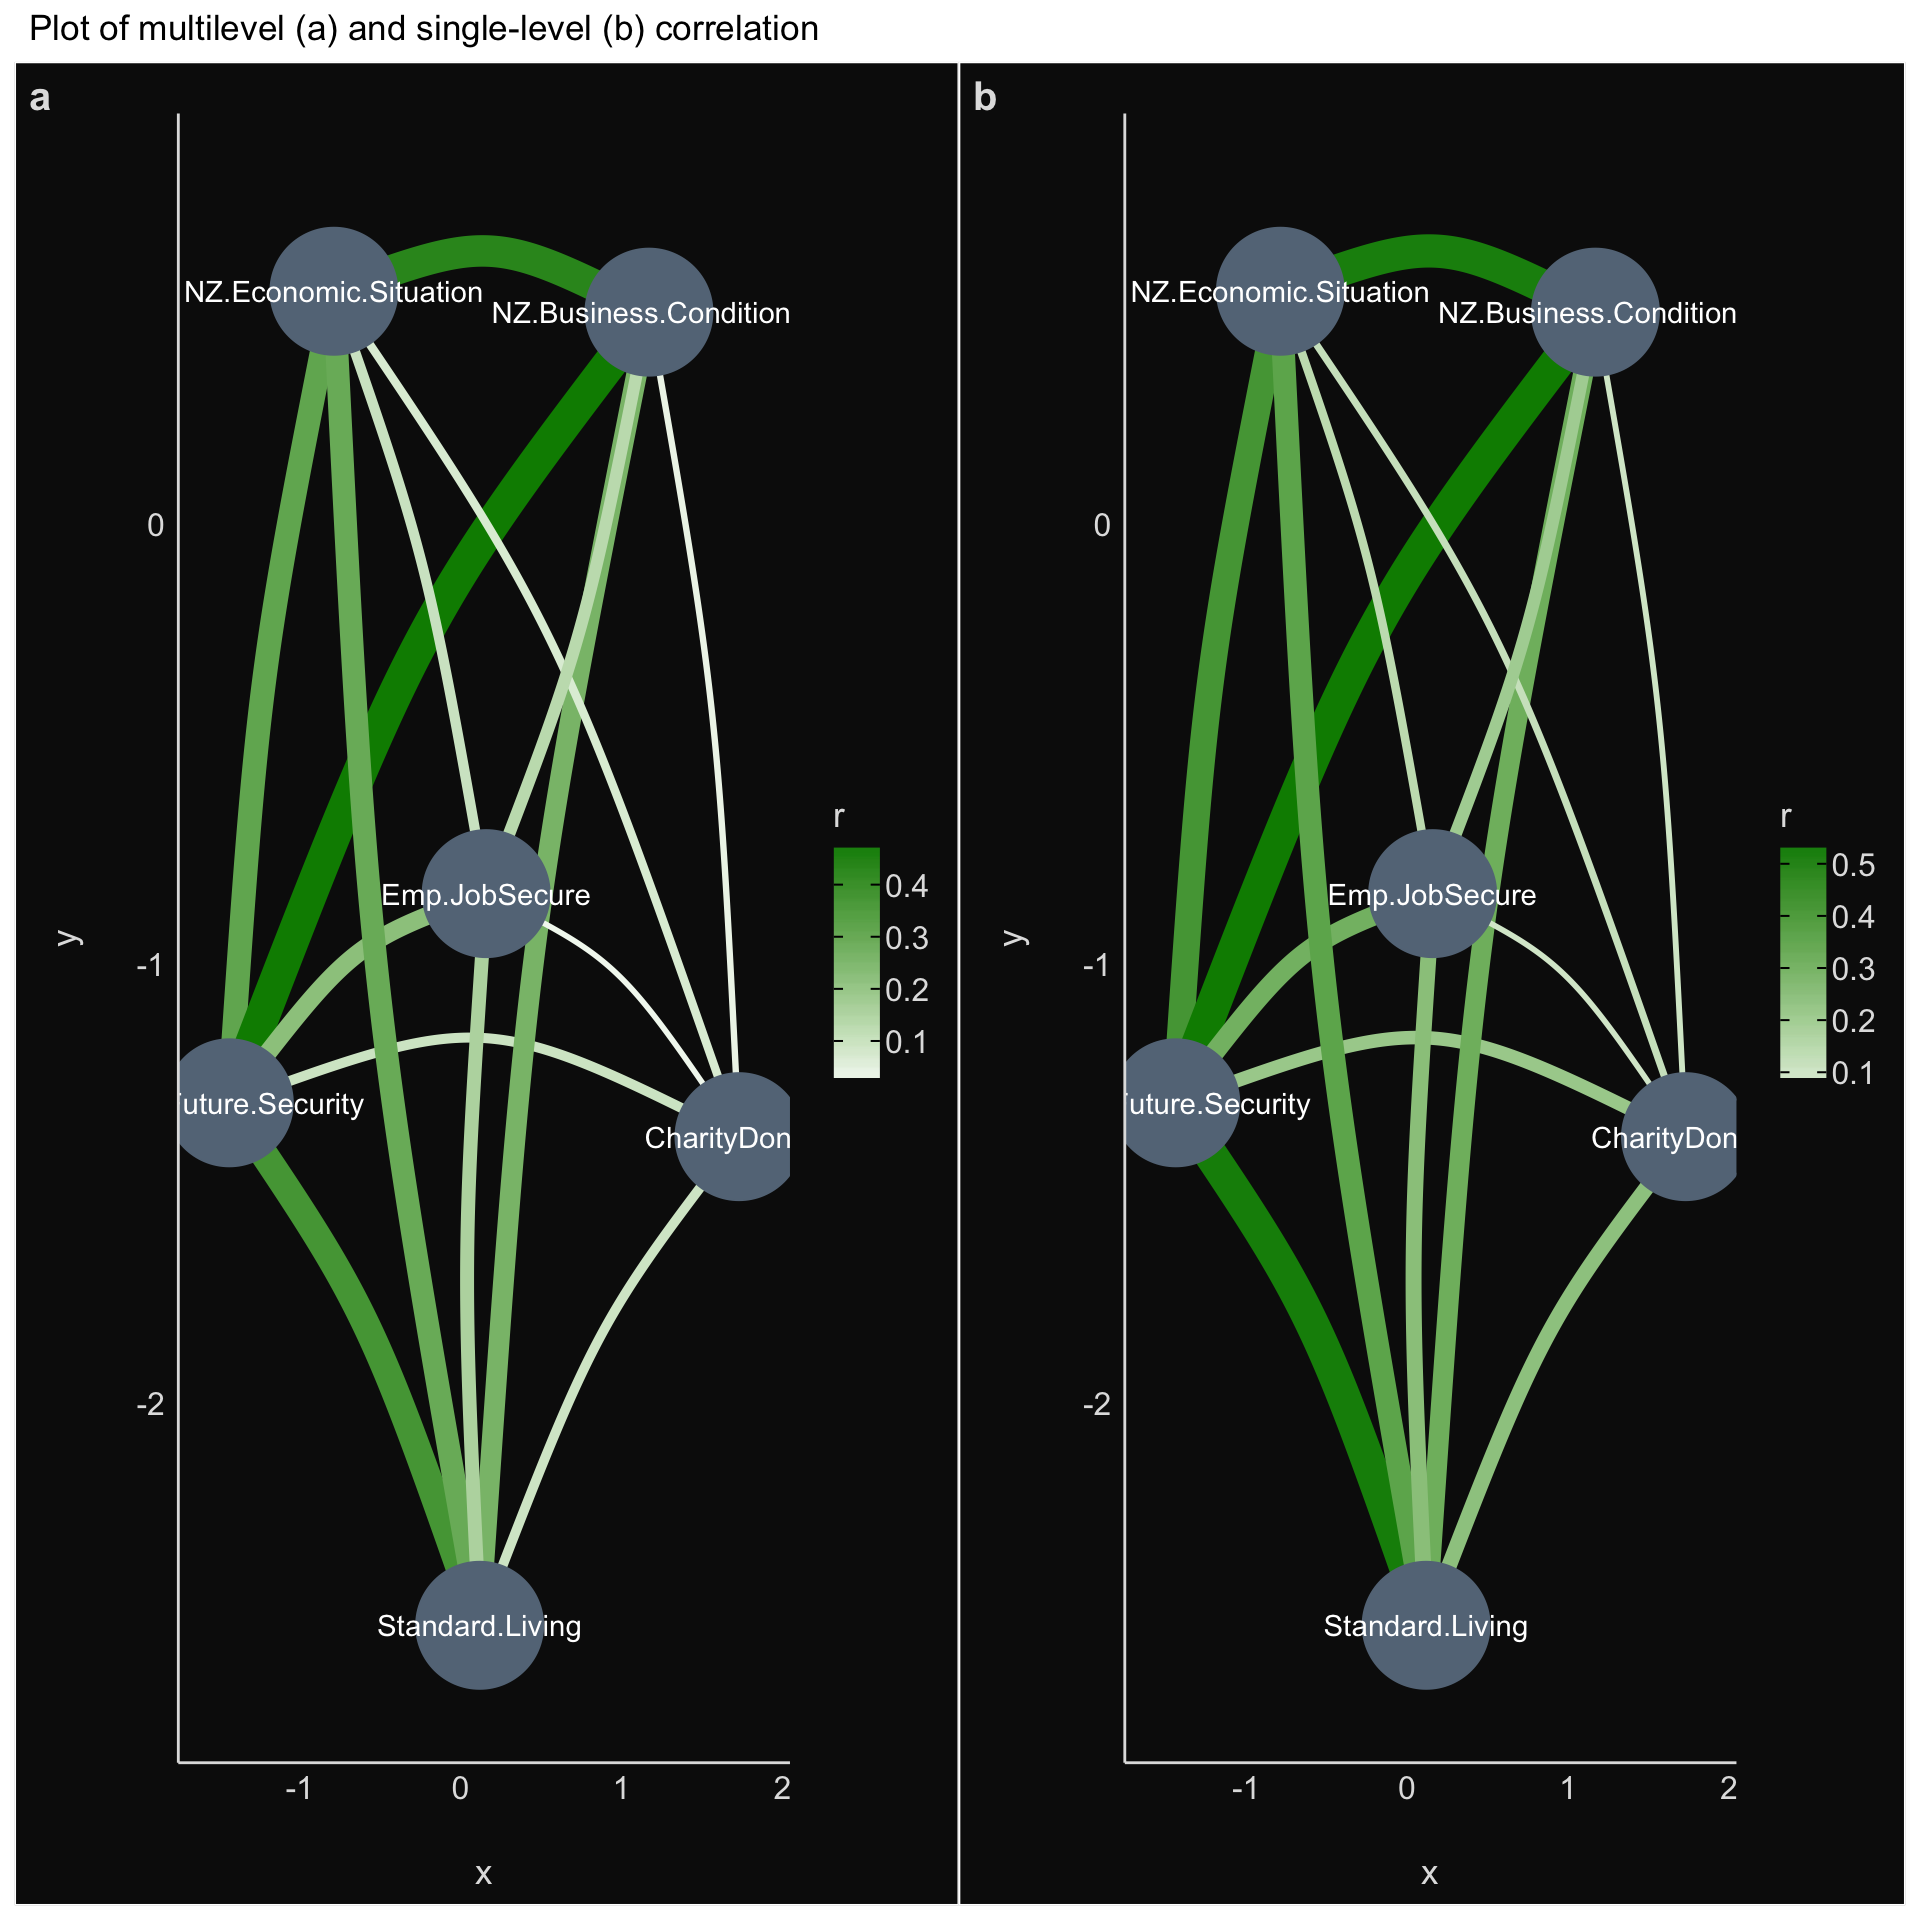 Plot of multilevel (a) and single-level (b) correlation
a
NZ.Economic.Situation
NZ.Business.Condition
0
r
0.4
Emp.JobSecure
0.3
y
-1
0.2
0.1
uture.Security
CharityDon
-2
Standard.Living
-1 0 1 2
x
b
NZ.Economic.Situation
NZ.Business.Condition
0
r
0.5
Emp.JobSecure
0.4
y
-1
0.3
0.2
0.1
uture.Security
CharityDon
-2
Standard.Living
-1 0 1 2
x